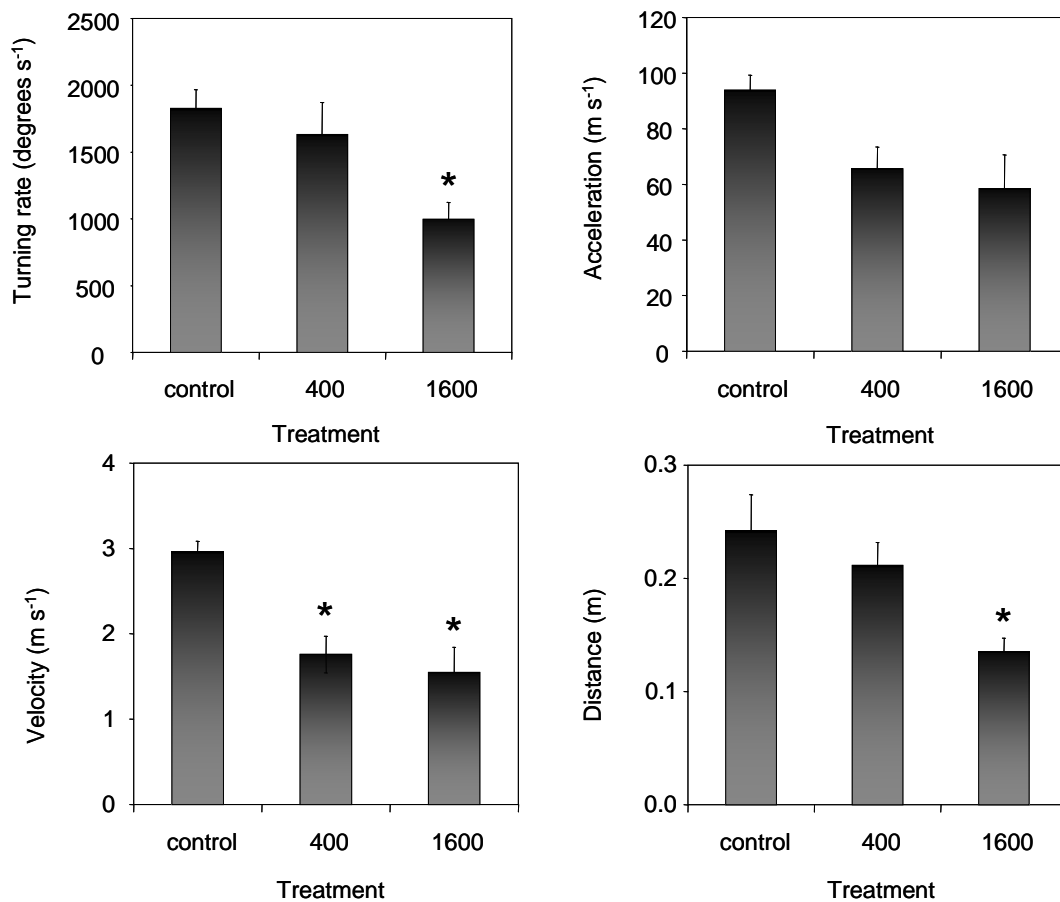 Turning rate (degrees s-1)
2500
2000
1500
1000
500
0
*
control 400 1600
Treatment
Acceleration (m s-1)
120
100
80
60
40
20
0
control 400 1600
Treatment
Velocity (m s-1)
4
3
2
1
0
* *
control 400 1600
Treatment
Distance (m)
0.3
0.2
0.1
0.0
*
control 400 1600
Treatment